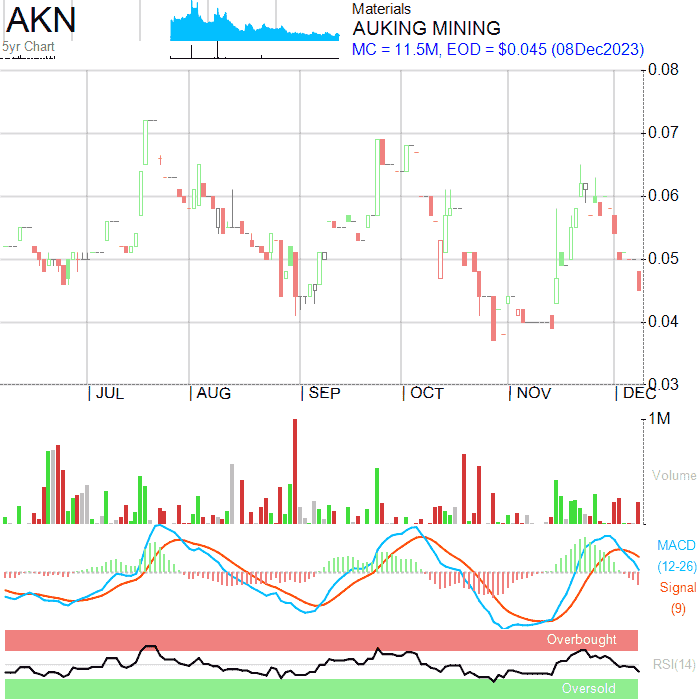 AKN
5yr Chart
Materials
AUKING MINING
MC = 11.5M, EOD = $0.045 (08Dec2023)
0.08
0.07
0.06
0.05
0.04
0.03
JUL
AUG
SEP
OCT
NOV
DEC
1M
Volume
MACD
(12-26)
Signal
(9)
Overbought
RSI(14)
Oversold